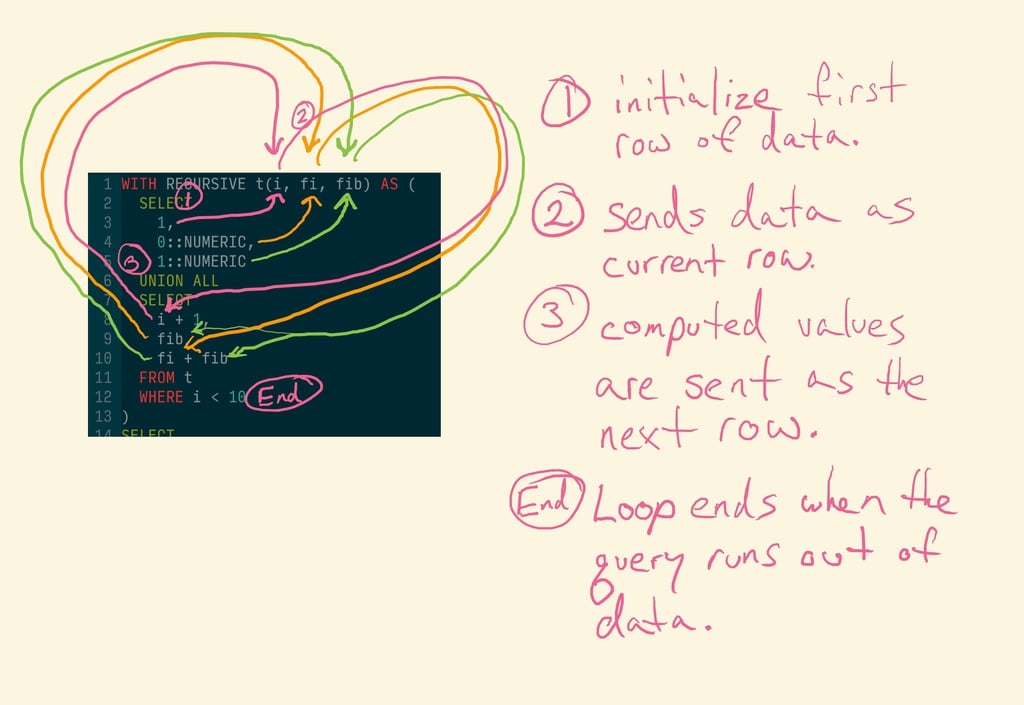 1 WITH RECURSIVE t(i, fi, fib) AS (
2 SELECT
3 1,
4 0::NUMERIC,
5 1::NUMERIC
6 UNION ALL
7 SELECT
8 i + 1,
9 fib,
10 fi + fib
11 FROM t
12 WHERE i < 10
13 )
14 SELECT
1
2
3
End
1 initialize first
row of data.
2 sends data as
current row.
3 computed values
are sent as the
next row.
End Loop ends when the
query runs out of
data.